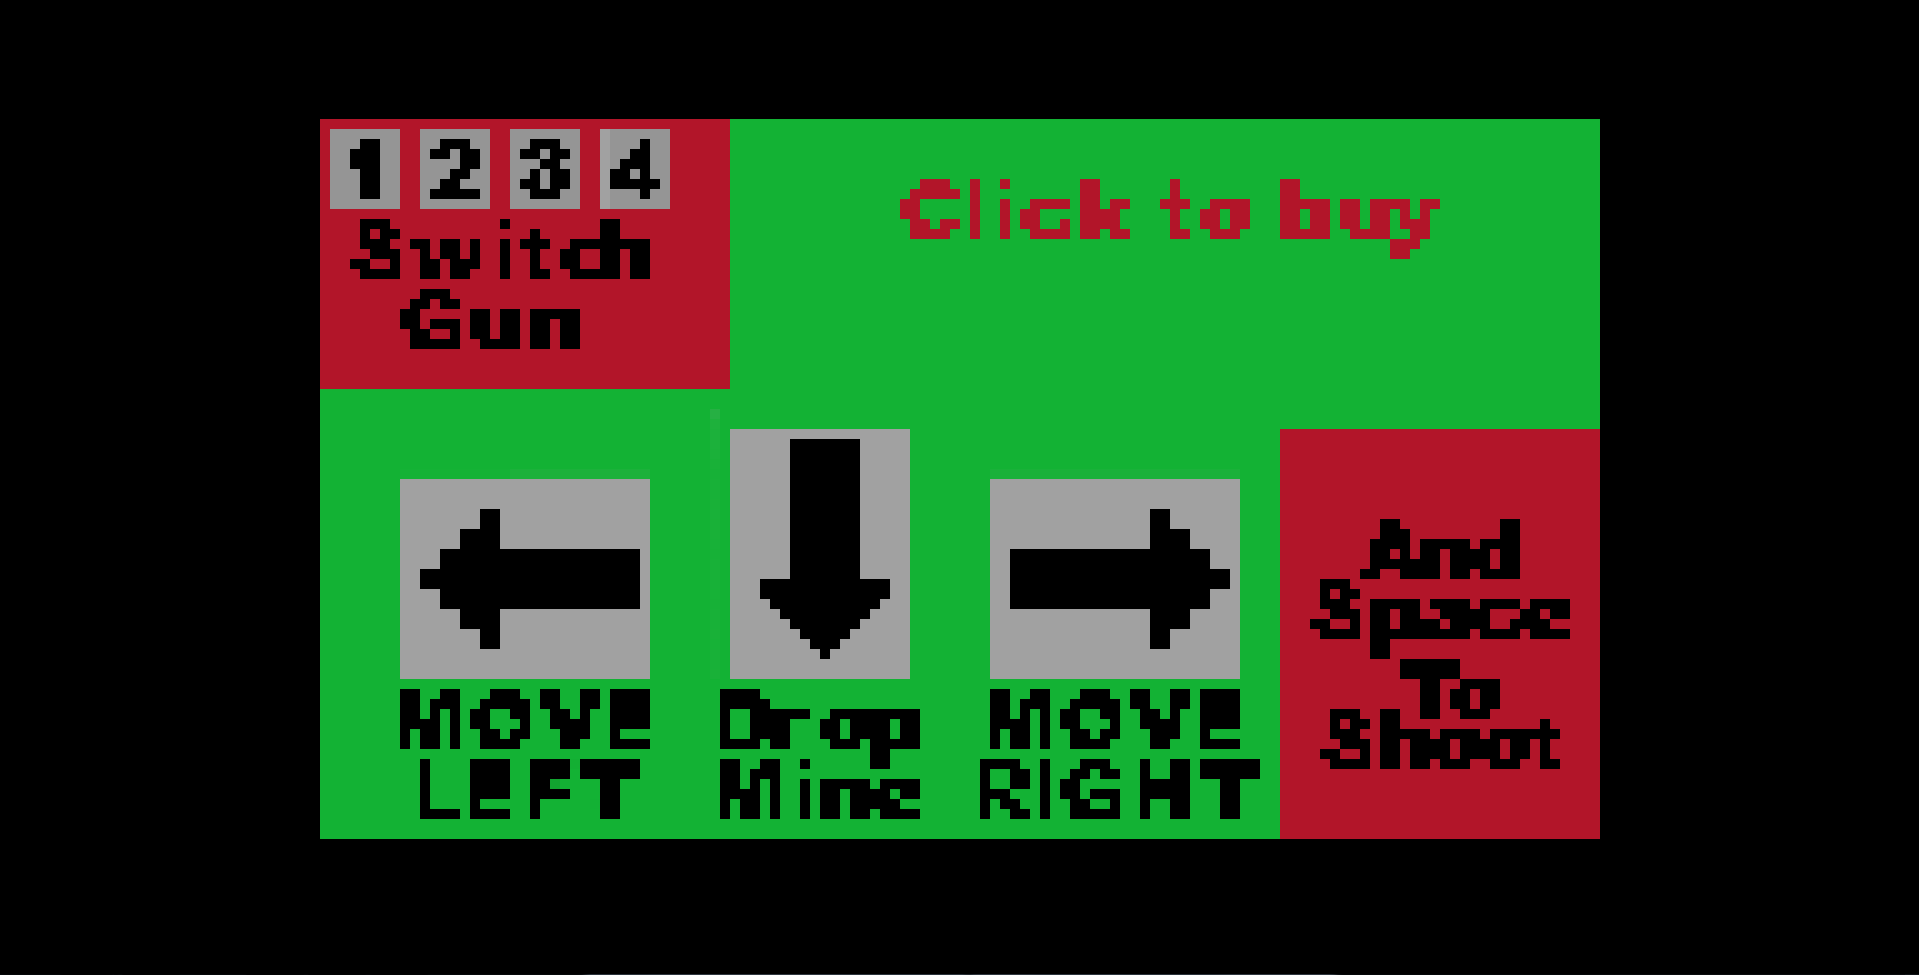 1 2 3 4
Switch
Gun
Click to buy
MOVE
LEFT
Drop
Mine
MOVE
RIGHT
And
Space
To
Shoot